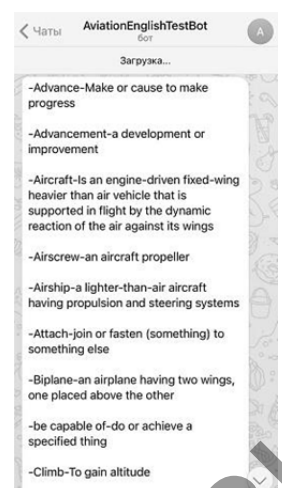 Чаты
AviationEnglishTestBot
бот
A
Загрузка...
-Advance-Make or cause to make
progress
-Advancement-a development or
improvement
-Aircraft-Is an engine-driven fixed-wing
heavier than air vehicle that is
supported in flight by the dynamic
reaction of the air against its wings
-Airscrew-an aircraft propeller
-Airship-a lighter-than-air aircraft
having propulsion and steering systems
-Attach-join or fasten (something) to
something else
-Biplane-an airplane having two wings,
one placed above the other
-be capable of-do or achieve a
specified thing
-Climb-To gain altitude